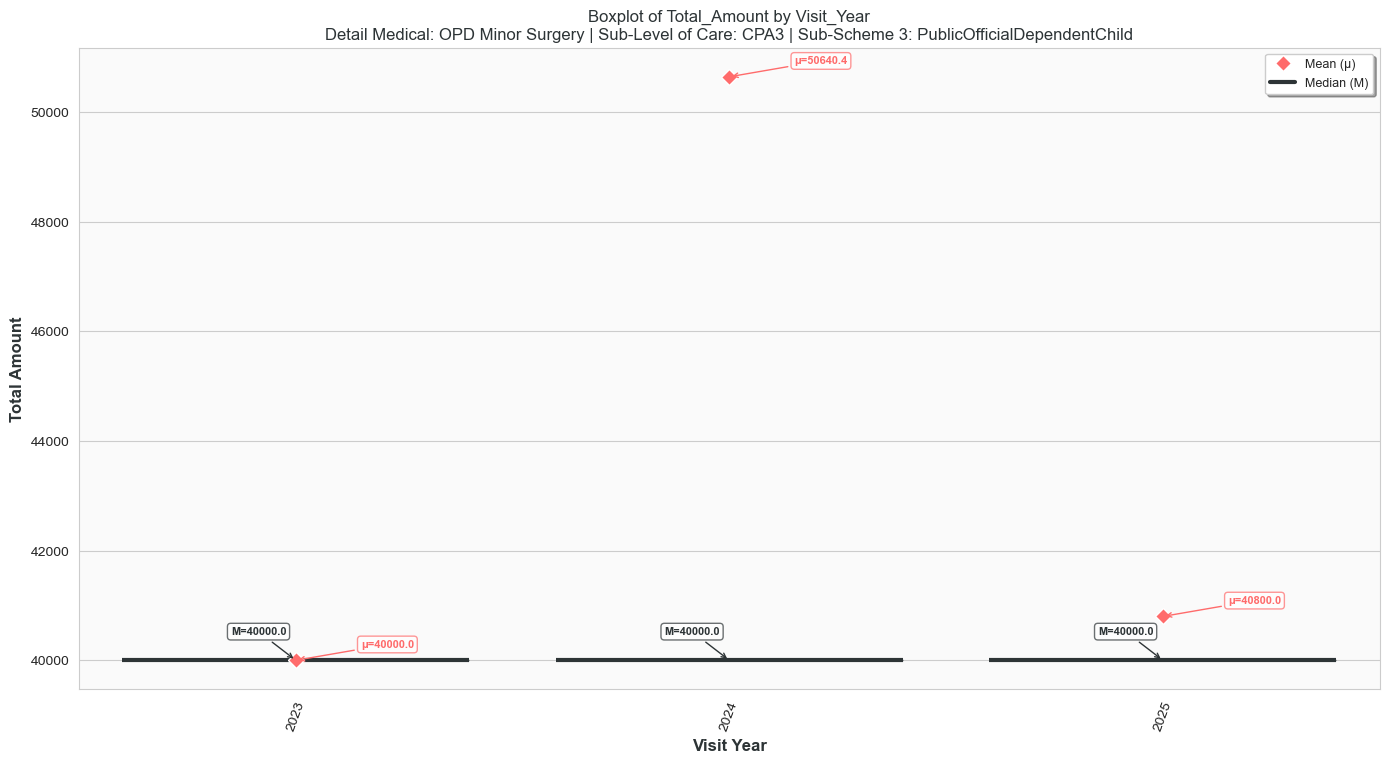 Boxplot of Total_Amount by Visit_Year
Detail Medical: OPD Minor Surgery | Sub-Level of Care: CPA3 | Sub-Scheme 3: PublicOfficialDependentChild
μ=50640.4
Mean (μ)
Median (M)
50000
48000
46000
44000
42000
40000
Total Amount
M=40000.0
μ=40000.0
M=40000.0
M=40000.0
μ=40800.0
2023
2024
2025
Visit Year